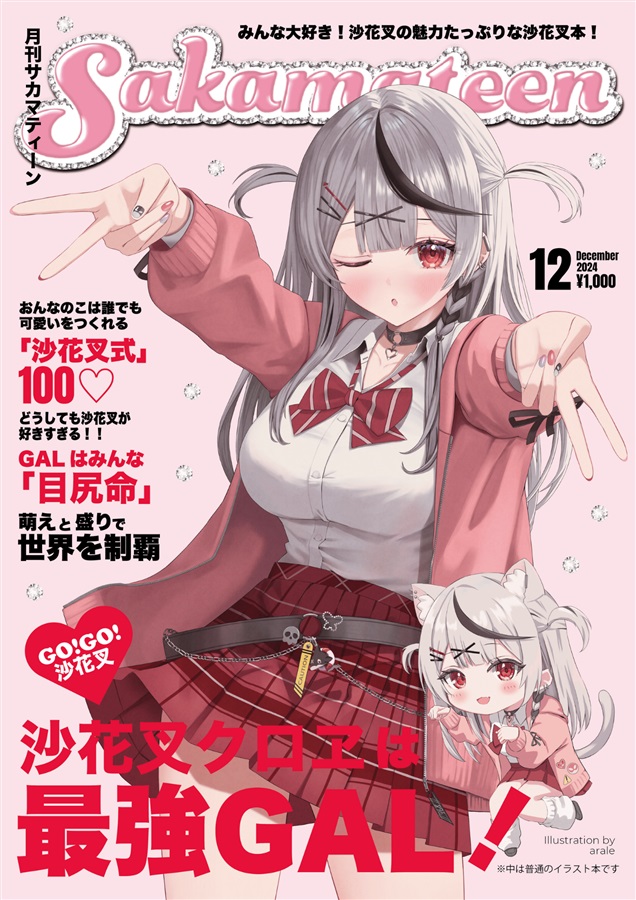 みんな大好き！沙花叉の魅力たっぷりな沙花叉本！
月刊サカマティーン
Sakamateen
12
December
2024
¥1,000
おんなのこは誰でも
可愛いをつくれる
「沙花叉式」
100♡
どうしても沙花叉が
好きすぎる！！
GALはみんな
「目尻命」
萌えと盛りで
世界を制覇
GO!GO!
沙花叉
CAUTION
沙花叉クロヱは
最強GAL！
Illustration by
arale
※中は普通のイラスト本です